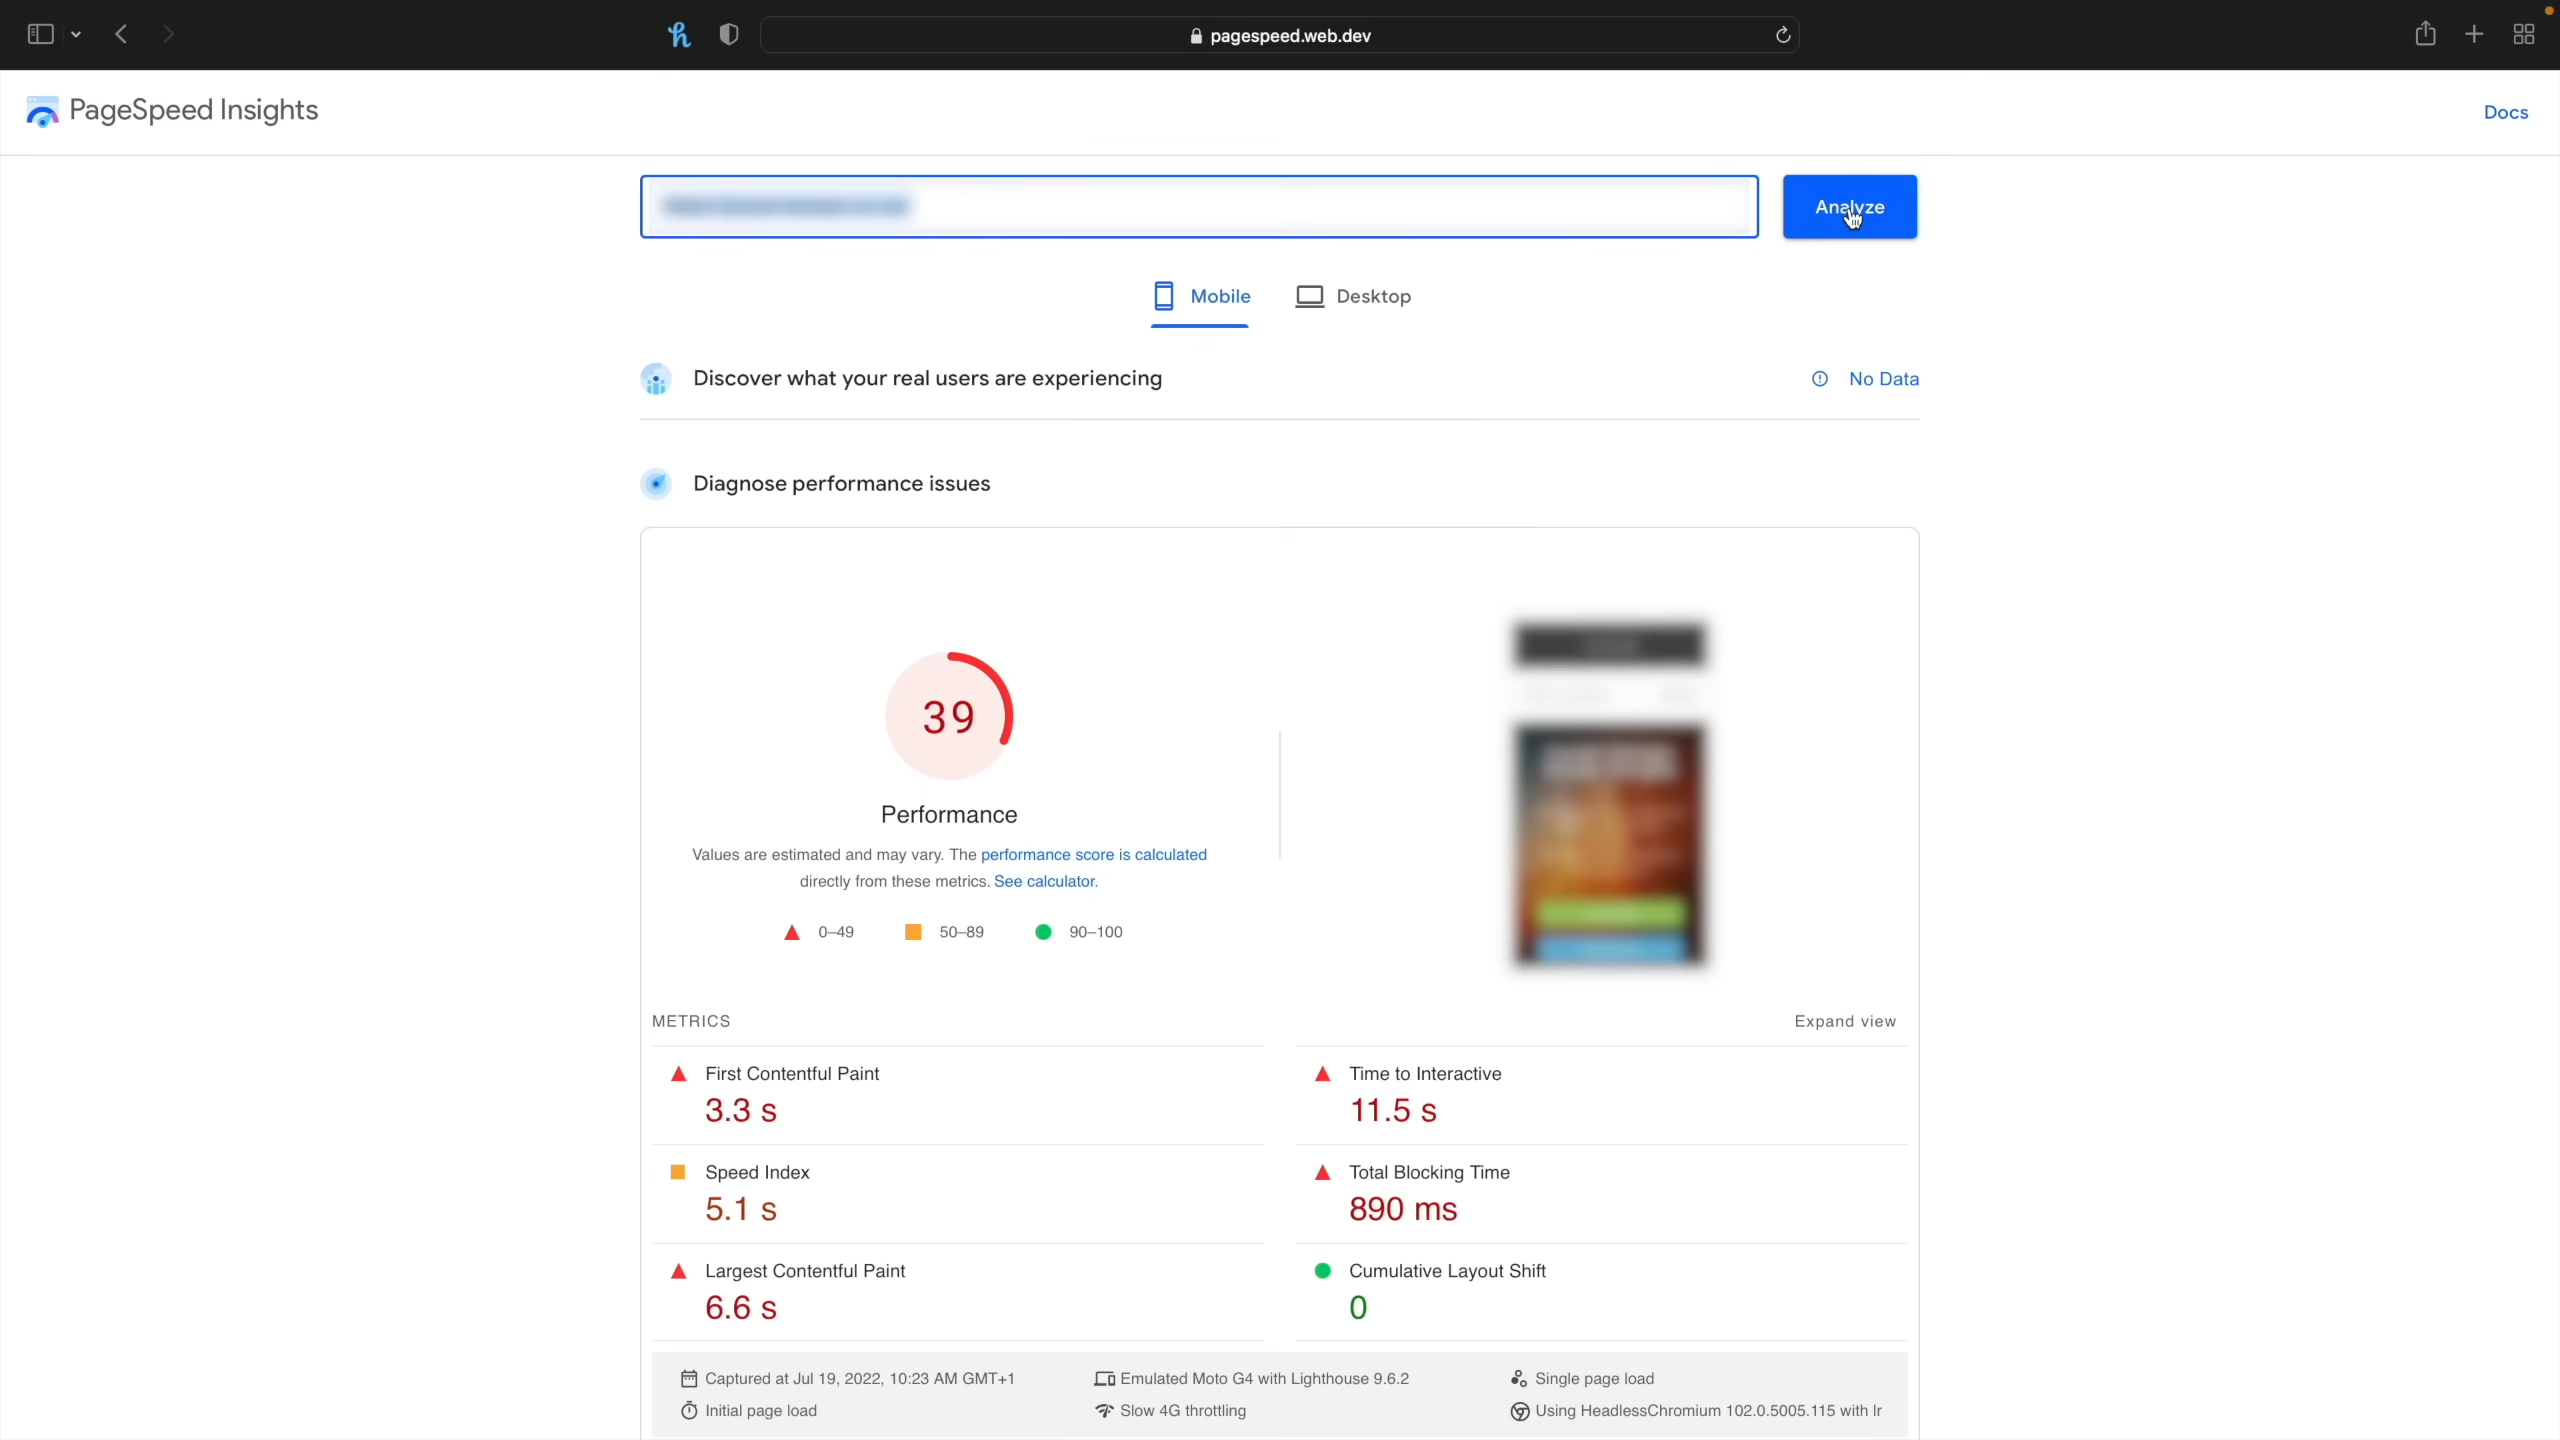 pagespeed.web.dev
PageSpeed Insights
Docs
Analyze
Mobile
Desktop
Discover what your real users are experiencing
No Data
Diagnose performance issues
39
Performance
Values are estimated and may vary. The performance score is calculated
directly from these metrics. See calculator.
0–49
50–89
90–100
METRICS
Expand view
First Contentful Paint
3.3 s
Time to Interactive
11.5 s
Speed Index
5.1 s
Total Blocking Time
890 ms
Largest Contentful Paint
6.6 s
Cumulative Layout Shift
0
Captured at Jul 19, 2022, 10:23 AM GMT+1
Emulated Moto G4 with Lighthouse 9.6.2
Single page load
Initial page load
Slow 4G throttling
Using HeadlessChromium 102.0.5005.115 with lr